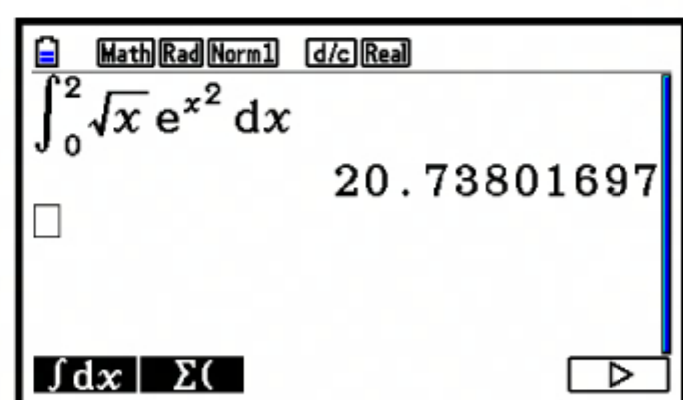 Math Rad Norm1 d/c Real
∫₀² √x e^x² dx
20.73801697
∫dx Σ(